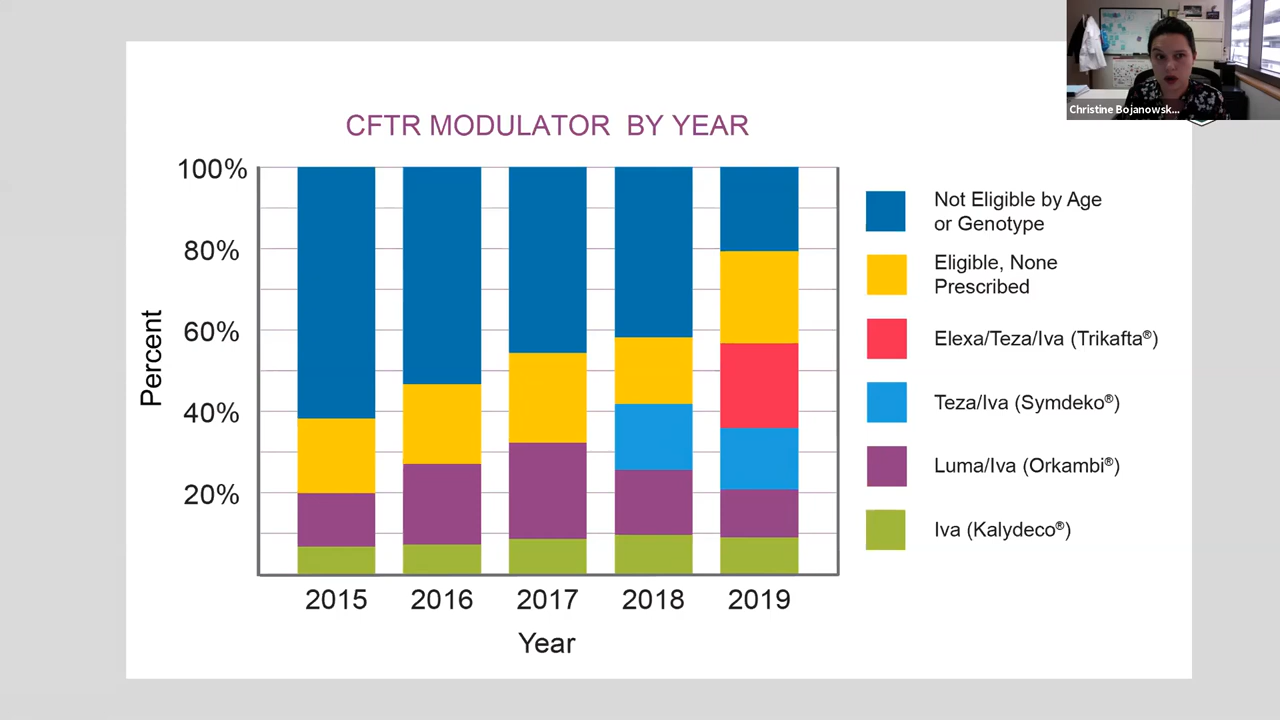 Christine Bojanowsk...
CFTR MODULATOR BY YEAR
100%
80%
60%
40%
20%
Percent
2015 2016 2017 2018 2019
Year
Not Eligible by Age
or Genotype
Eligible, None
Prescribed
Elexa/Teza/Iva (Trikafta®)
Teza/Iva (Symdeko®)
Luma/Iva (Orkambi®)
Iva (Kalydeco®)